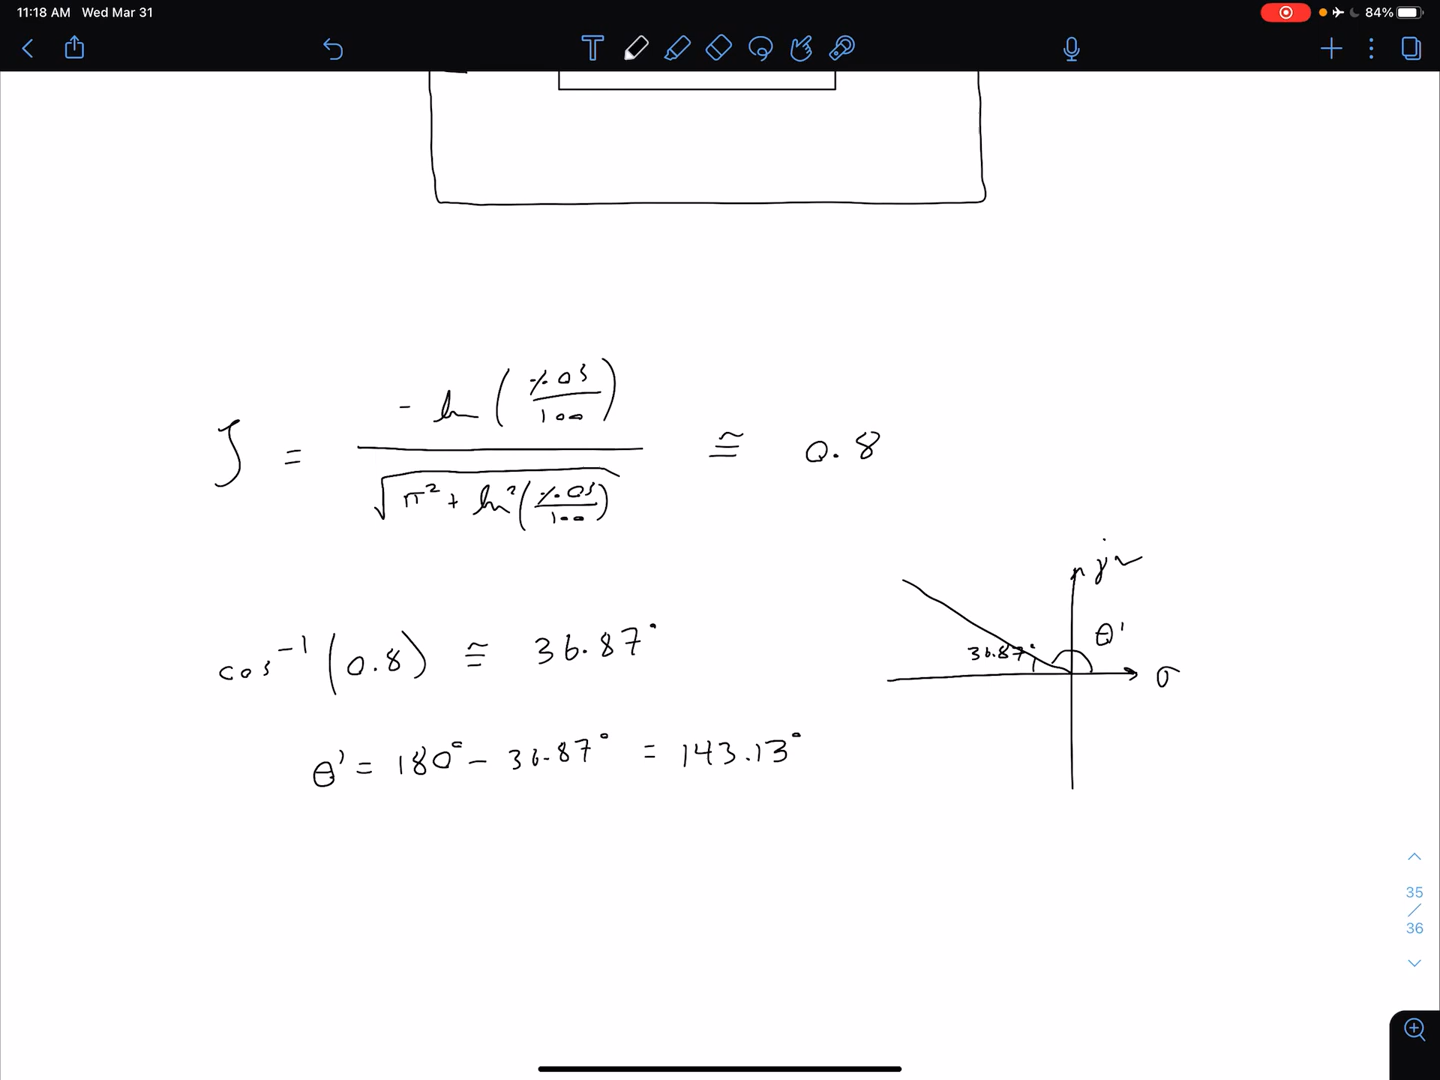 11:18 AM Wed Mar 31
84%
T
ζ = - ln ( %OS / 100 ) / √( π² + ln² ( %OS / 100 ) ) ≅ 0.8
cos⁻¹ (0.8) ≅ 36.87°
θ' = 180° - 36.87° = 143.13°
jω
θ'
36.87°
σ
35
/
36